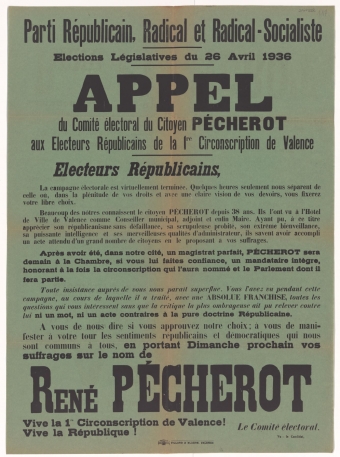 Parti Républicain, Radical et Radical-Socialiste
Elections Législatives du 26 Avril 1936
APPEL
du Comité électoral du Citoyen PÉCHEROT
aux Electeurs Républicains de la 1re Circonscription de Valence
Electeurs Républicains,
La campagne électorale est virtuellement terminée. Quelques heures seulement nous séparent de
celle où, dans la plénitude de vos droits et avec une claire vision de vos devoirs, vous fixerez
votre libre choix.
Beaucoup des nôtres connaissent le citoyen PÉCHEROT depuis 38 ans. Ils l'ont vu à l'Hôtel
de Ville de Valence comme Conseiller municipal, adjoint et enfin Maire. Ayant pu, à ce titre
apprécier son républicanisme sans défaillance, sa scrupuleuse probité, son extrême bienveillance,
sa puissante intelligence et ses merveilleuses qualités d'administrateur, ils savent avoir accompli
un acte attendu d'un grand nombre de citoyens en le proposant à vos suffrages.
Après avoir été, dans notre cité, un magistrat parfait, PÉCHEROT sera
demain à la Chambre, si vous lui faites confiance, un mandataire intègre,
honorant à la fois la circonscription qui l'aura nommé et le Parlement dont il
fera partie.
Toute insistance auprès de vous nous paraît superflue. Vous l'avez vu pendant cette
campagne, au cours de laquelle il a traité, avec une ABSOLUE FRANCHISE, toutes les
questions qui vous intéressent sans que la critique la plus outrageuse ait pu relever contre
lui ni un mot, ni un acte contraires à la pure doctrine Républicaine.
A vous de nous dire si vous approuvez notre choix ; à vous de mani-
fester à votre tour les sentiments républicains et démocratiques qui nous
sont communs à tous, en portant Dimanche prochain vos
suffrages sur le nom de
RENÉ PÉCHEROT
Vive la 1re Circonscription de Valence !
Vive la République !
Le Comité électoral.